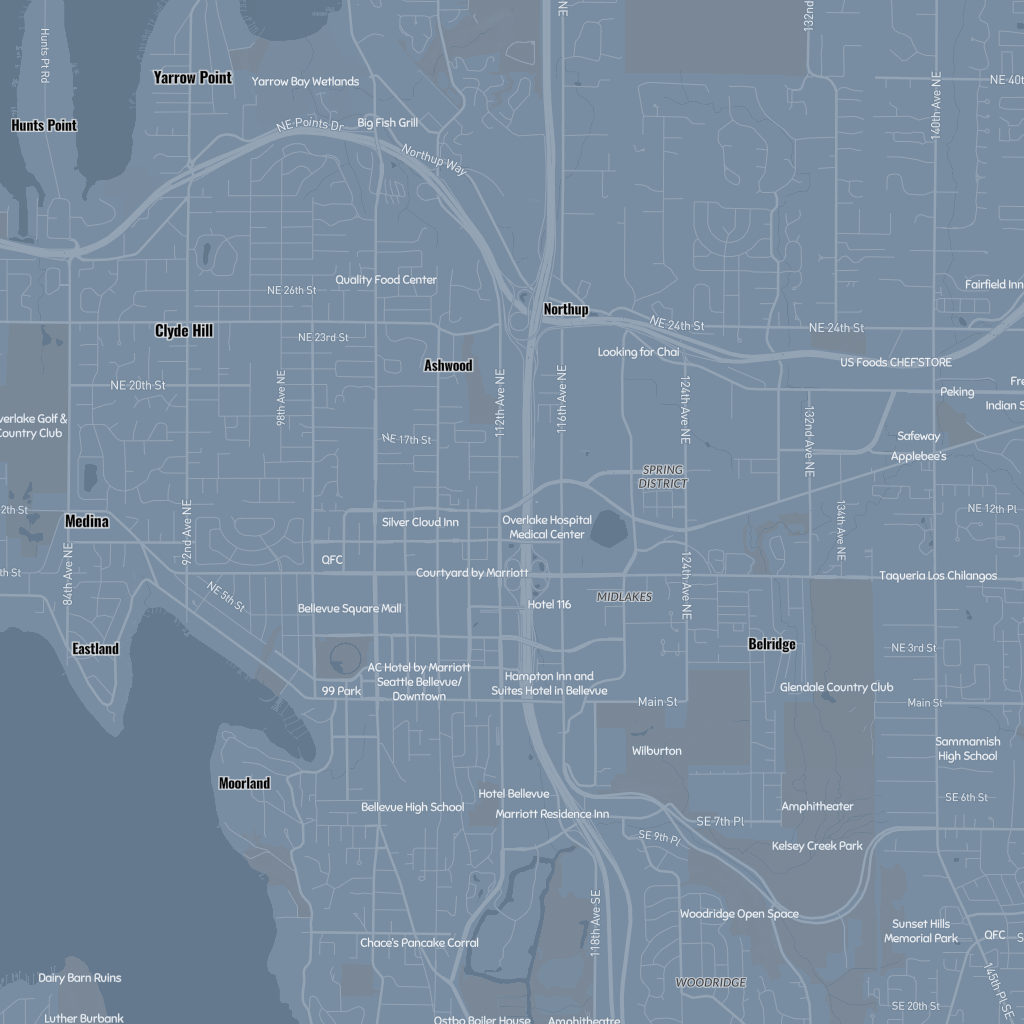 NE
132nd
Hunts Pt Rd
Yarrow Point
Yarrow Bay Wetlands
NE 40t
140th Ave NE
Hunts Point
NE Points Dr
Big Fish Grill
Northup Way
Quality Food Center
NE 26th St
Fairfield Inn
Northup
Clyde Hill
NE 23rd St
NE 24th St
NE 24th St
Looking for Chai
Ashwood
US Foods CHEF'STORE
NE 20th St
98th Ave NE
112th Ave NE
116th Ave NE
124th Ave NE
132nd Ave NE
Peking
Fre
Indian S
verlake Golf &
Country Club
NE 17th St
Safeway
Applebee's
SPRING
DISTRICT
2th St
Medina
92nd Ave NE
Silver Cloud Inn
Overlake Hospital
Medical Center
134th Ave NE
NE 12th Pl
QFC
th St
84th Ave NE
Courtyard by Marriott
124th Ave NE
Taqueria Los Chilangos
NE 5th St
Bellevue Square Mall
Hotel 116
MIDLAKES
Eastland
Belridge
NE 3rd St
AC Hotel by Marriott
Seattle Bellevue/
Downtown
99 Park
Hampton Inn and
Suites Hotel in Bellevue
Glendale Country Club
Main St
Main St
Wilburton
Sammamish
High School
Moorland
Hotel Bellevue
Bellevue High School
Marriott Residence Inn
Amphitheater
SE 6th St
SE 7th Pl
SE 9th Pl
Kelsey Creek Park
118th Ave SE
Woodridge Open Space
Sunset Hills
Memorial Park
QFC
S
Chace's Pancake Corral
Dairy Barn Ruins
WOODRIDGE
145th Pl SE
SE 20th St
Luther Burbank
Ostbo Boiler House
Amphitheatre